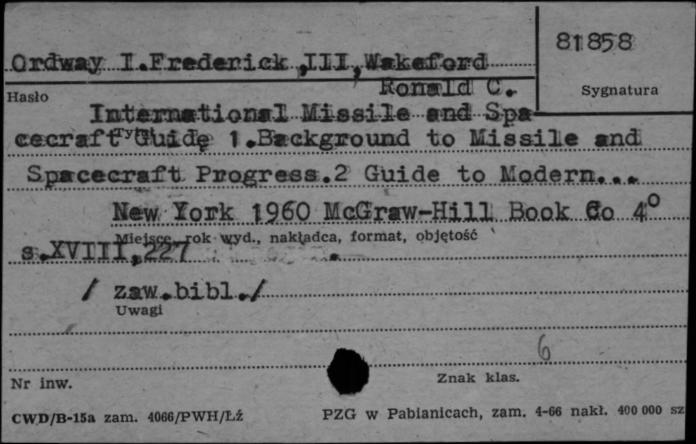 81858
Ordway I.Frederick ,III,Wakeford
Ronald C.
Hasło
Sygnatura
International Missile and Spa-
cecraft Guidę 1.Background to Missile and
Tytuł
Spacecraft Progress.2 Guide to Modern...
New York 1960 McGraw-Hill Book Co 4°
Miejsce, rok wyd., nakładca, format, objętość
s.XVIII,227
/ zaw.bibl./
Uwagi
6
Nr inw.
Znak klas.
CWD/B-15a zam. 4066/PWH/Łź
PZG w Pabianicach, zam. 4-66 nakł. 400 000 sz